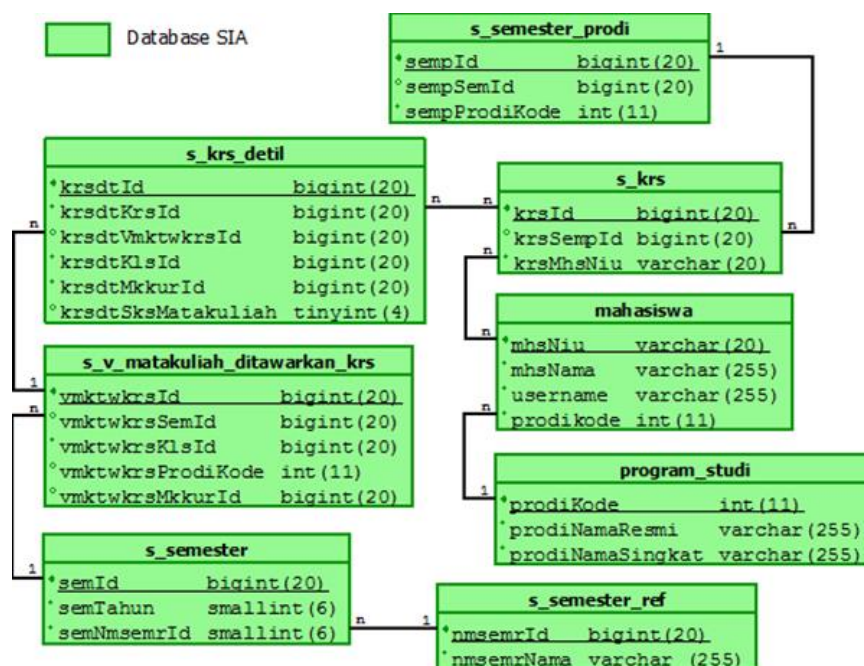 Database SIA
s_semester_prodi
sempId bigint(20)
sempSemId bigint(20)
sempProdiKode int(11)
1
s_krs_detil
krsdtId bigint(20)
krsdtKrsId bigint(20)
krsdtVmktwkrsId bigint(20)
krsdtKlsId bigint(20)
krsdtMkkurId bigint(20)
krsdtSksMatakuliah tinyint(4)
n
n
n
s_krs
krsId bigint(20)
krsSempId bigint(20)
krsMhsNiu varchar(20)
n
n
n
mahasiswa
mhsNiu varchar(20)
mhsNama varchar(255)
username varchar(255)
prodikode int(11)
n
s_v_matakuliah_ditawarkan_krs
vmktwkrsId bigint(20)
vmktwkrsSemId bigint(20)
vmktwkrsKlsId bigint(20)
vmktwkrsProdiKode int(11)
vmktwkrsMkkurId bigint(20)
1
n
program_studi
prodiKode int(11)
prodiNamaResmi varchar(255)
prodiNamaSingkat varchar(255)
1
s_semester
semId bigint(20)
semTahun smallint(6)
semNmsemrId smallint(6)
1
n
1
s_semester_ref
nmsemrId bigint(20)
nmsemrNama varchar (255)